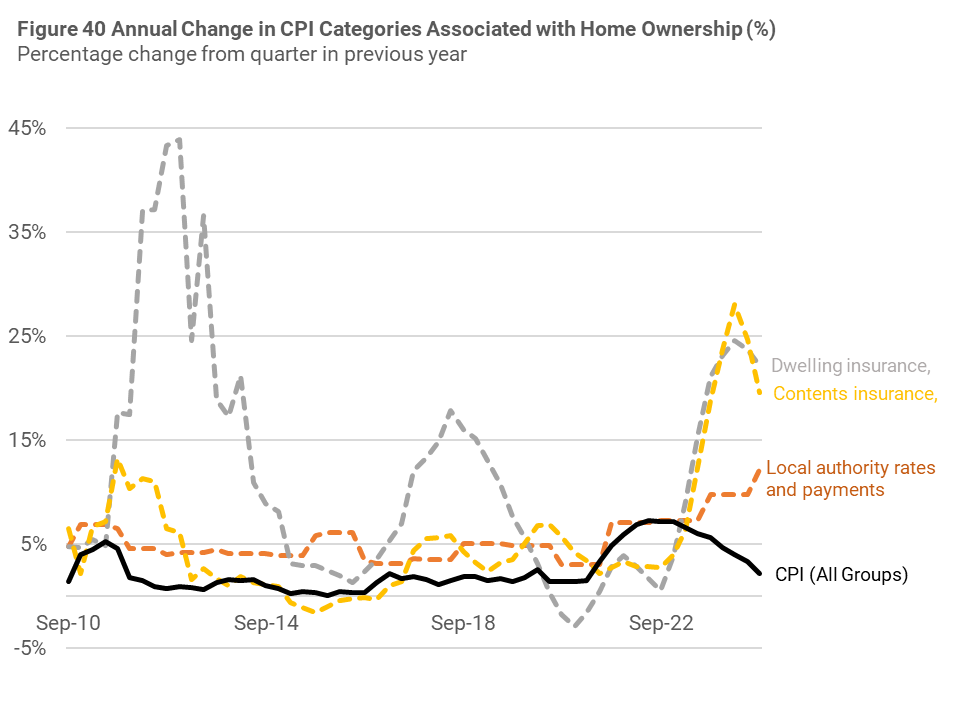 Figure 40 Annual Change in CPI Categories Associated with Home Ownership (%)
Percentage change from quarter in previous year
45%
35%
25%
Dwelling insurance,
Contents insurance,
15%
Local authority rates
and payments
5%
CPI (All Groups)
Sep-10
Sep-14
Sep-18
Sep-22
-5%